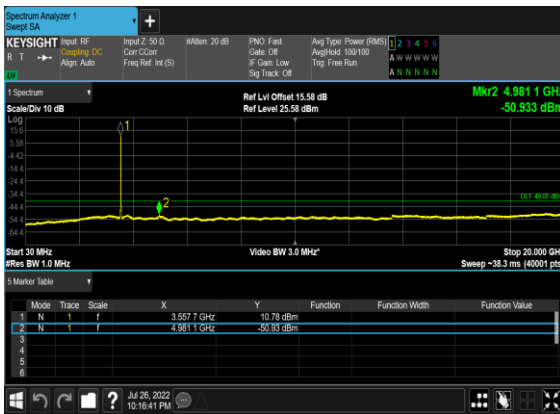 Spectrum Analyzer 1
Swept SA
KEYSIGHT Input: RF Input Z: 50 Ω #Atten: 20 dB PNO: Fast Avg Type: Power (RMS) 1 2 3 4 5 6
R T Coupling: DC Corr CCorr Gate: Off Avg|Hold: 100/100 A W W W W W
Align: Auto Freq Ref: Int (S) IF Gain: Low Trig: Free Run
Sig Track: Off A N N N N N
1 Spectrum Ref Lvl Offset 15.58 dB Mkr2 4.981 1 GHz
Scale/Div 10 dB Ref Level 25.58 dBm -50.933 dBm
Log
15.6
5.58
-4.42
-14.4
-24.4
-34.4
-44.4
-54.4
1
2
DL1 -40.00 dBm
Start 30 MHz Video BW 3.0 MHz* Stop 20.000 GHz
#Res BW 1.0 MHz Sweep ~38.3 ms (40001 pts)
5 Marker Table
Mode Trace Scale X Y Function Function Width Function Value
1 N 1 f 3.557 7 GHz 10.78 dBm
2 N 1 f 4.981 1 GHz -50.93 dBm
3
4
5
6
? Jul 26, 2022
10:16:41 PM